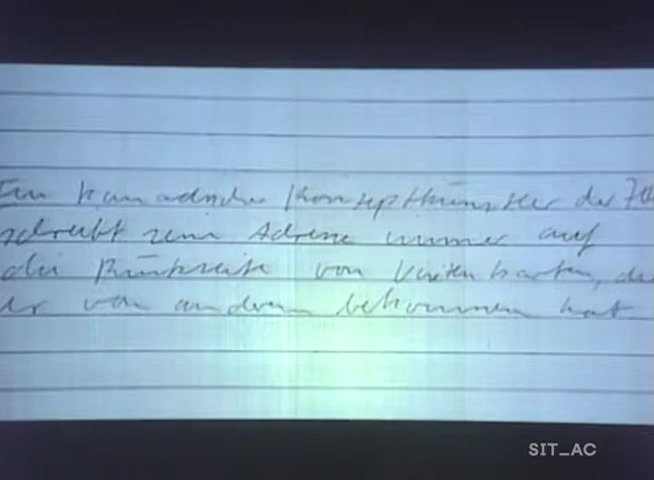 Ein kanadischer Konzeptkünstler der 70
schreibt seine Adresse immer auf
die Rückseite von Visitenkarten, die
er von anderen bekommen hat
SIT_AC